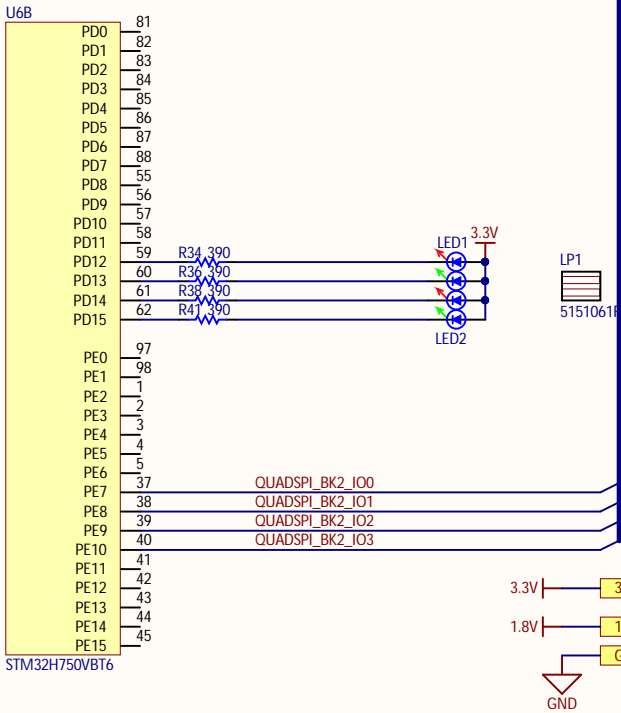 U6B
PD0 81
PD1 82
PD2 83
PD3 84
PD4 85
PD5 86
PD6 87
PD7 88
PD8 55
PD9 56
PD10 57
PD11 58
PD12 59 R34 390 LED1 3.3V
PD13 60 R36 390
PD14 61 R38 390
PD15 62 R41 390
LED2
LP1
5151061
PE0 97
PE1 98
PE2 1
PE3 2
PE4 3
PE5 4
PE6 5
PE7 37 QUADSPI_BK2_IO0
PE8 38 QUADSPI_BK2_IO1
PE9 39 QUADSPI_BK2_IO2
PE10 40 QUADSPI_BK2_IO3
PE11 41
PE12 42
PE13 43
PE14 44
PE15 45
STM32H750VBT6
3.3V 3
1.8V 1
G
GND